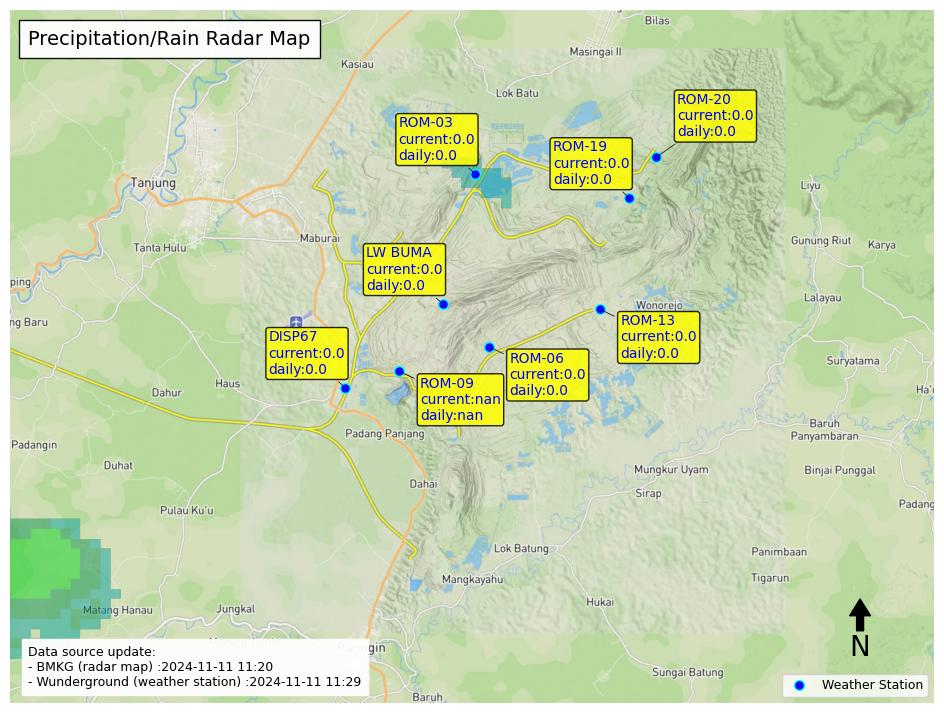 Precipitation/Rain Radar Map
Bilas
Masingai II
Kasiau
Lok Batu
ROM-20
current:0.0
daily:0.0
ROM-03
current:0.0
daily:0.0
ROM-19
current:0.0
daily:0.0
Tanjung
Liyu
Maburai
Tanta Hulu
Gunung Riut
Karya
LW BUMA
current:0.0
daily:0.0
ping
Lalayau
Wonorejo
ng Baru
ROM-13
current:0.0
daily:0.0
DISP67
current:0.0
daily:0.0
ROM-06
current:0.0
daily:0.0
Suryatama
Haus
Dahur
Ha'
ROM-09
current:nan
daily:nan
Baruh
Panyambaran
Padang Panjang
Padangin
Duhat
Mungkur Uyam
Binjai Punggal
Dahai
Sirap
Padang
Pulau Ku'u
Lok Batung
Panimbaan
Mangkayahu
Tigarun
Matang Hanau
Jungkal
Hukai
N
Data source update:
- BMKG (radar map) :2024-11-11 11:20
- Wunderground (weather station) :2024-11-11 11:29
Sungai Batung
Weather Station
Baruh